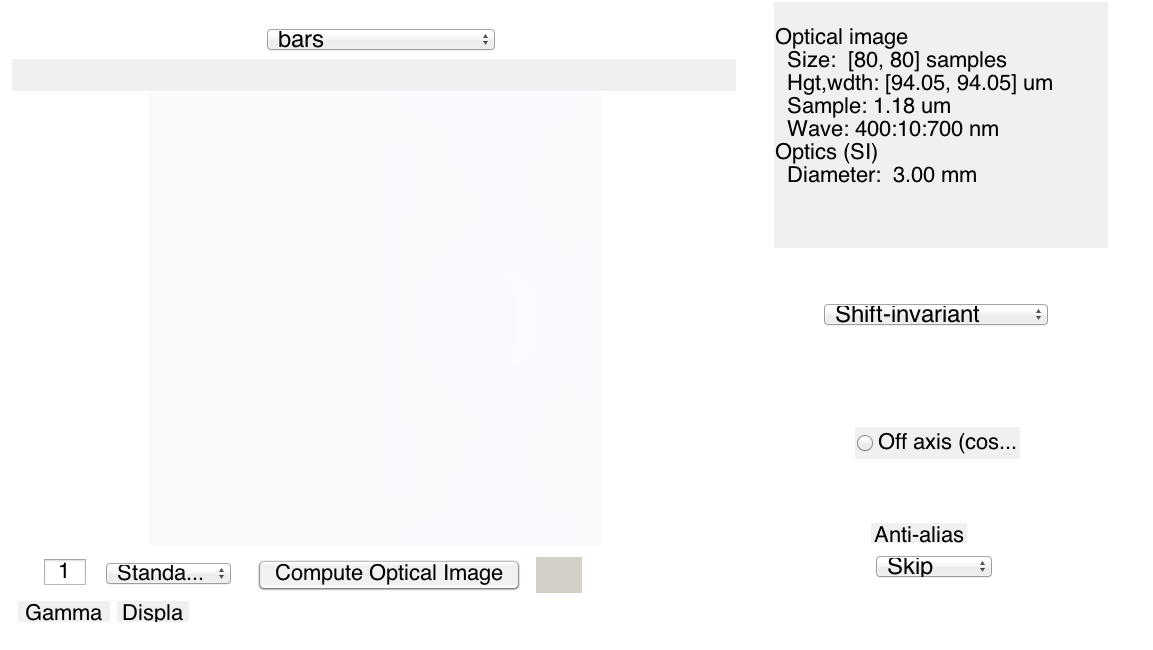 bars
Optical image
Size:  [80, 80] samples
Hgt,wdth: [94.05, 94.05] um
Sample: 1.18 um
Wave: 400:10:700 nm
Optics (SI)
Diameter:  3.00 mm
Shift-invariant
Off axis (cos...
Anti-alias
Skip
1
Standa...
Compute Optical Image
Gamma
Displa